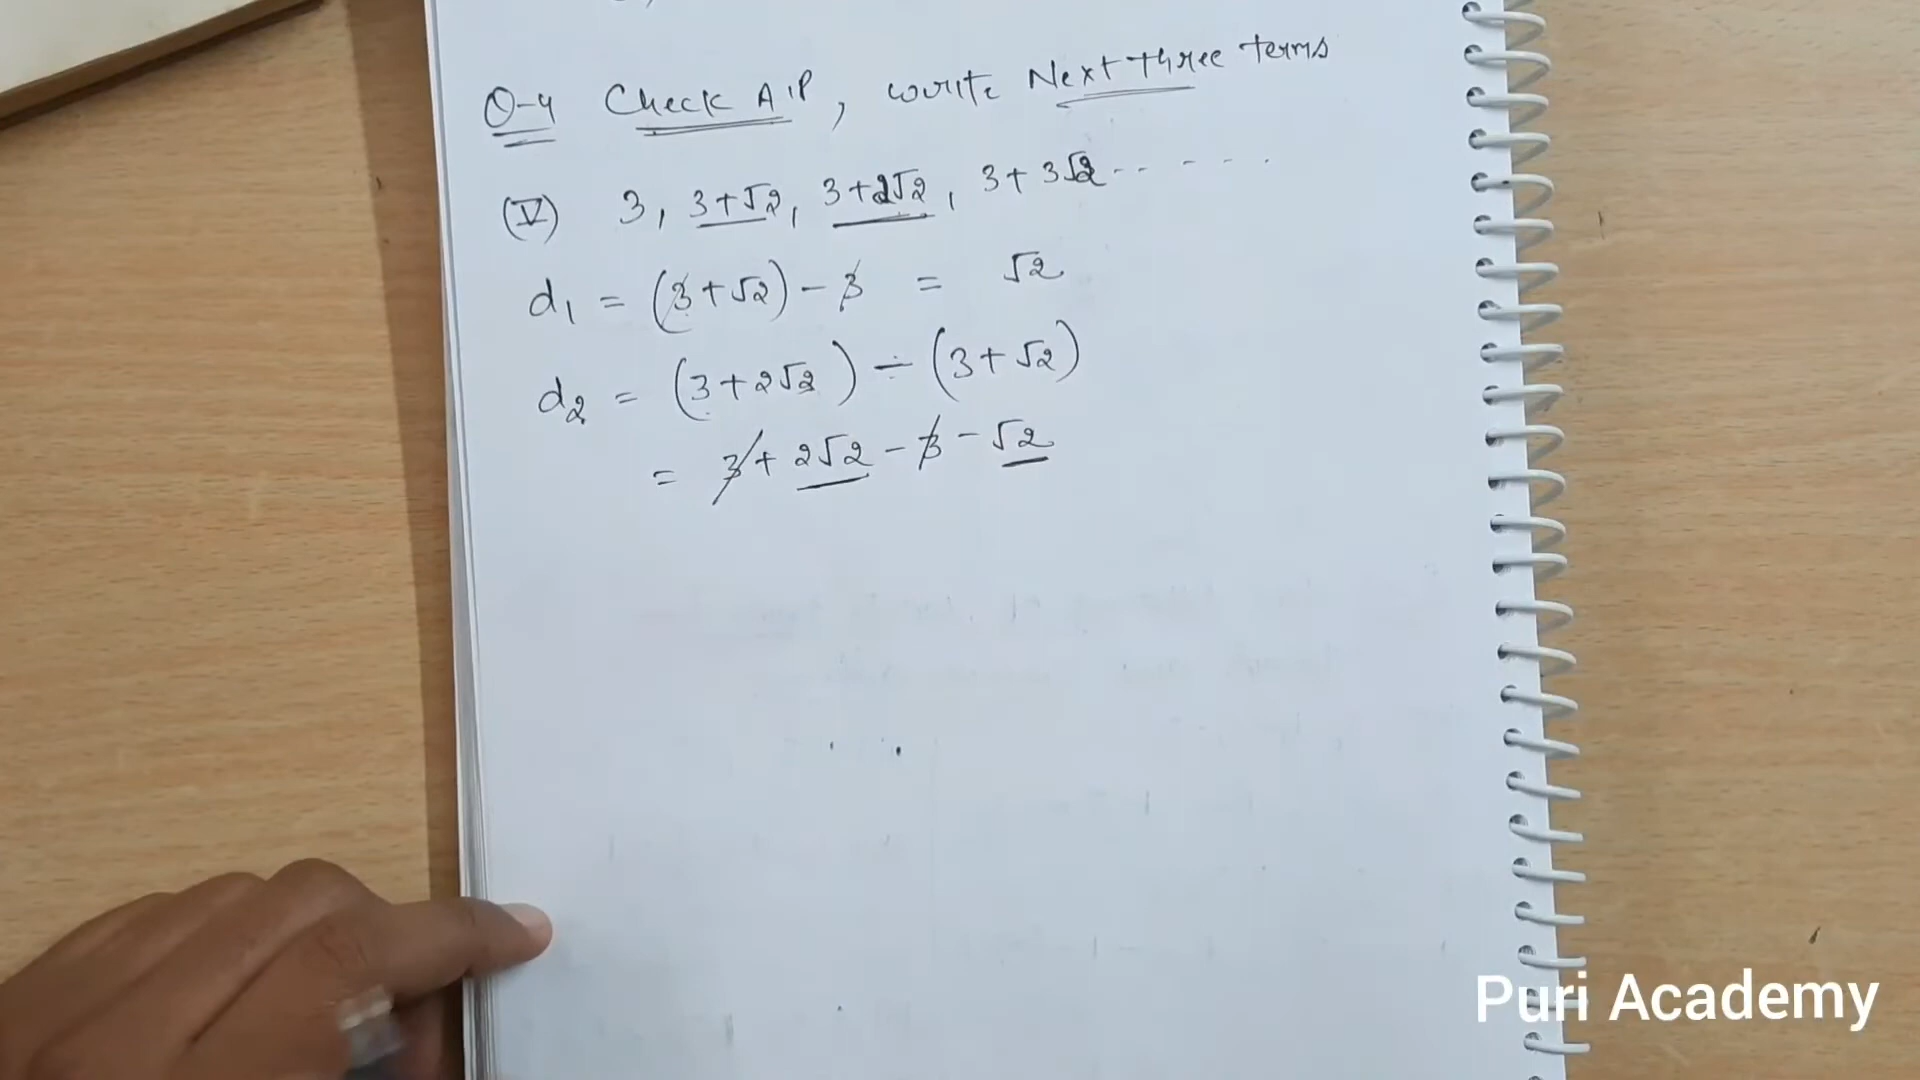 Q-4 Check A.P, write Next three terms
(V) 3, 3+√2, 3+2√2, 3+3√2 - - - - -
d₁ = (3+√2) - 3 = √2
d₂ = (3+2√2) - (3+√2)
= 3 + 2√2 - 3 - √2
Puri Academy